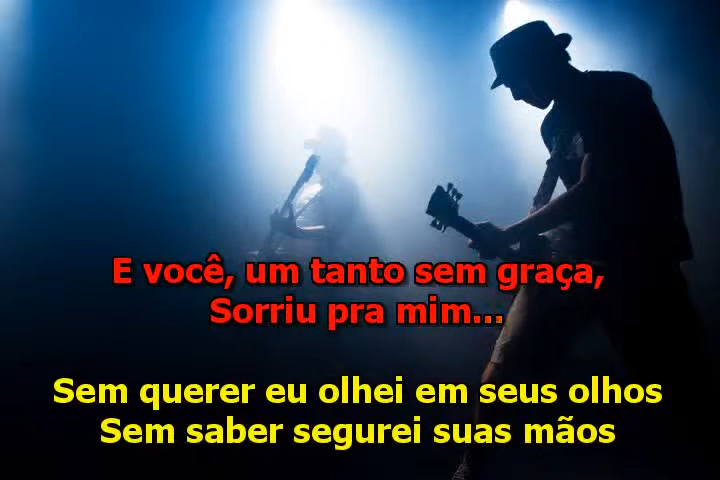 E você, um tanto sem graça,
Sorriu pra mim...
Sem querer eu olhei em seus olhos
Sem saber segurei suas mãos